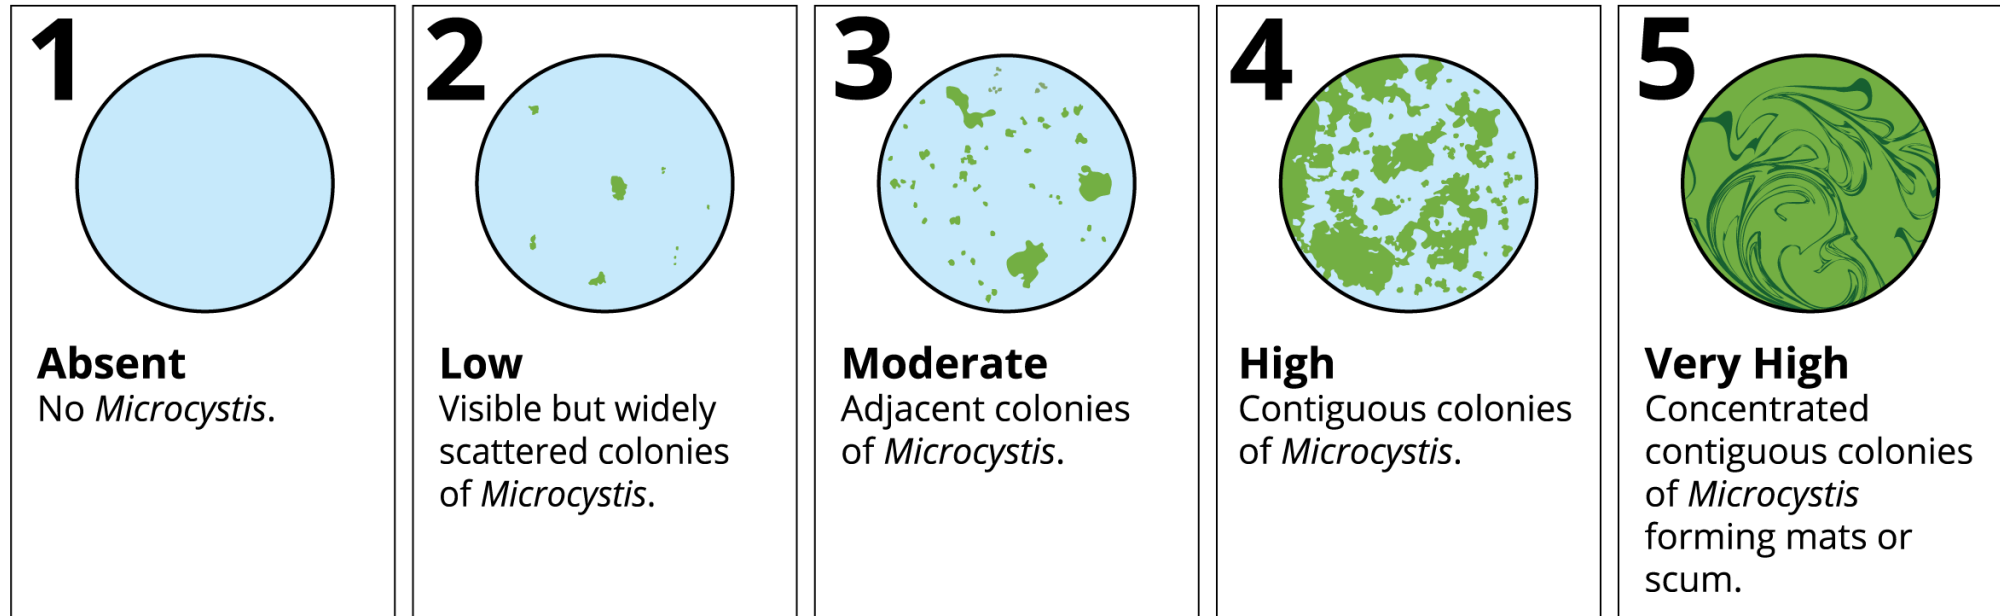 1
Absent
No Microcystis.
2
Low
Visible but widely
scattered colonies
of Microcystis.
3
Moderate
Adjacent colonies
of Microcystis.
4
High
Contiguous colonies
of Microcystis.
5
Very High
Concentrated
contiguous colonies
of Microcystis
forming mats or
scum.